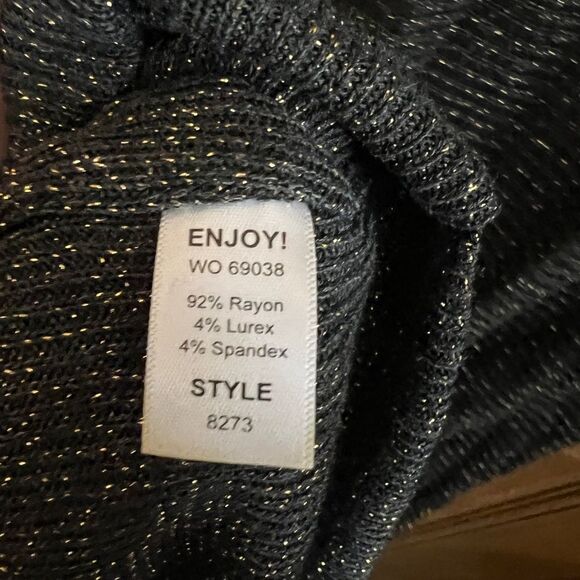 ENJOY!
WO 69038
92% Rayon
4% Lurex
4% Spandex
STYLE
8273